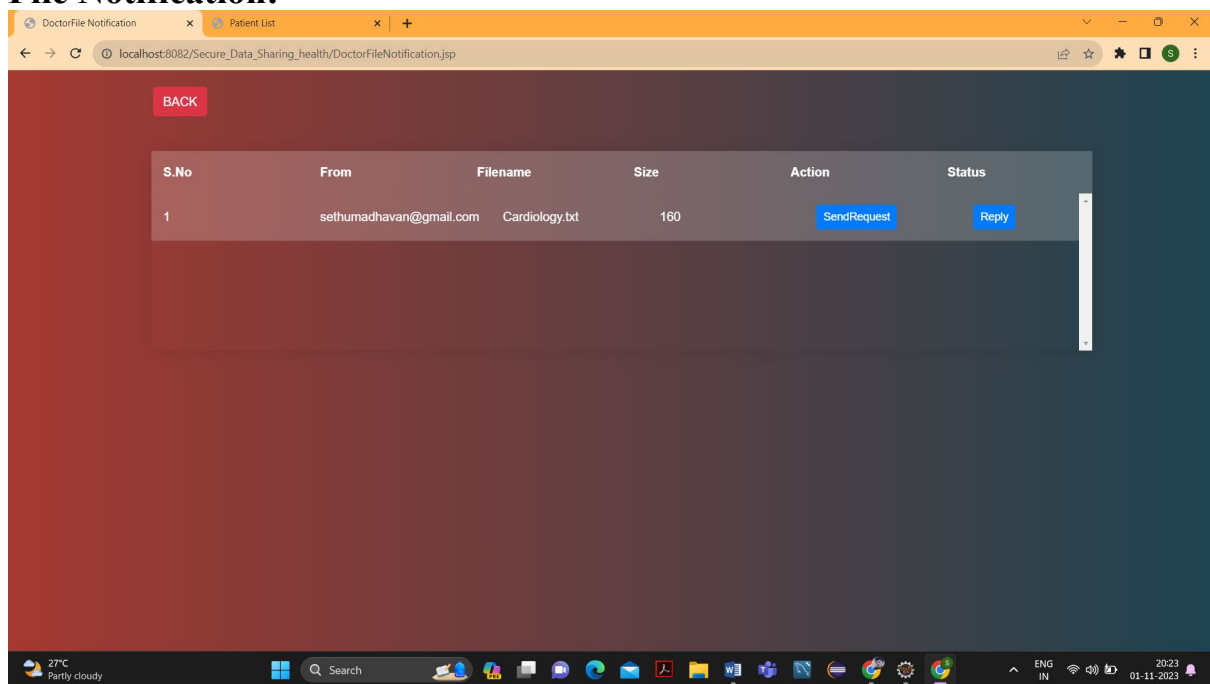 File Notification:
DoctorFile Notification
Patient List
localhost:8082/Secure_Data_Sharing_health/DoctorFileNotification.jsp
S
BACK
S.No From Filename Size Action Status
1 sethumadhavan@gmail.com Cardiology.txt 160 SendRequest Reply
27°C
Partly cloudy
Search
ENG
IN
20:23
01-11-2023